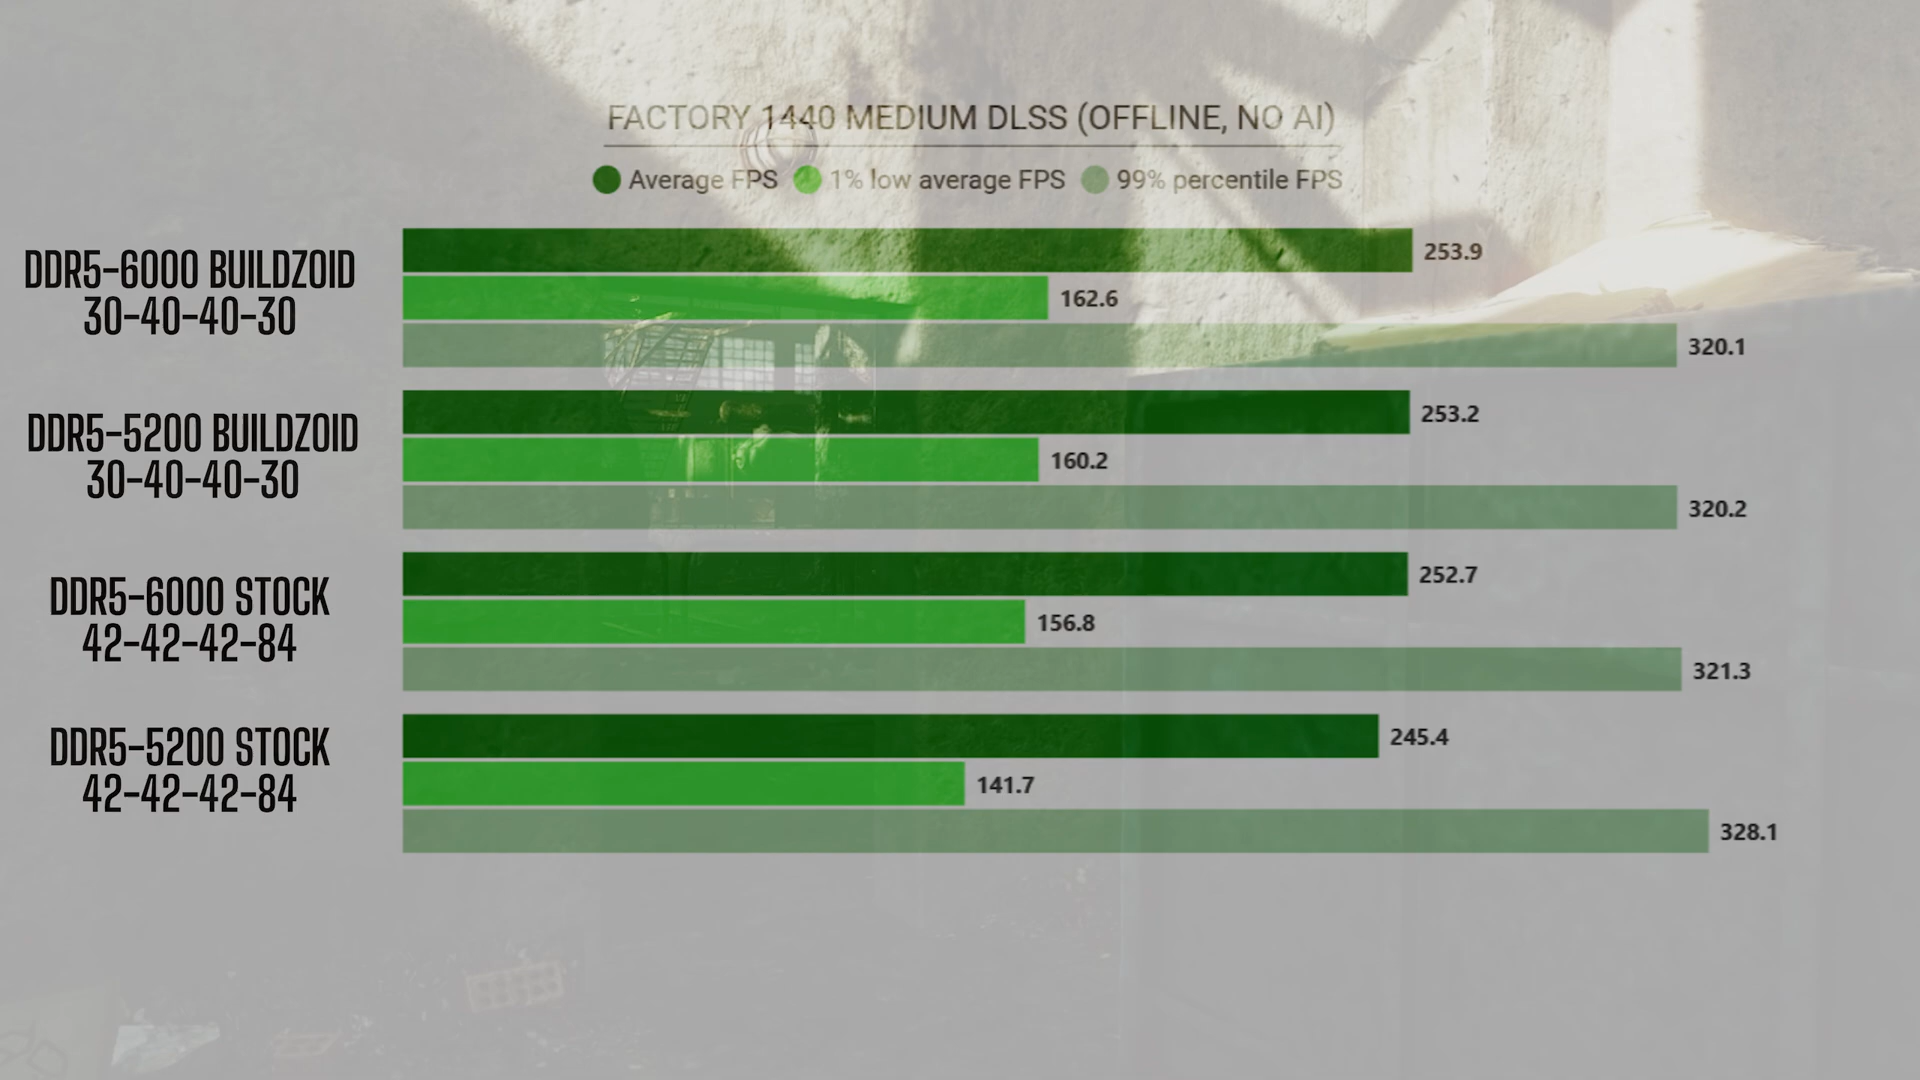 FACTORY 1440 MEDIUM DLSS (OFFLINE, NO AI)
Average FPS 1% low average FPS 99% percentile FPS
DDR5-6000 BUILDZOID
30-40-40-30
253.9
162.6
320.1
DDR5-5200 BUILDZOID
30-40-40-30
253.2
160.2
320.2
DDR5-6000 STOCK
42-42-42-84
252.7
156.8
321.3
DDR5-5200 STOCK
42-42-42-84
245.4
141.7
328.1